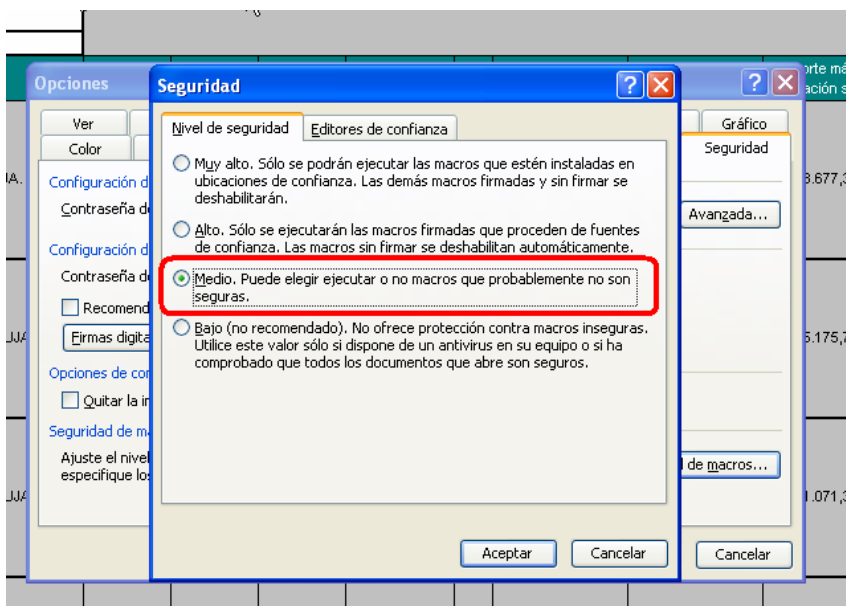 Opciones
Seguridad
Ver
Color
Gráfico
Seguridad
Nivel de seguridad
Editores de confianza
Muy alto. Sólo se podrán ejecutar las macros que estén instaladas en
ubicaciones de confianza. Las demás macros firmadas y sin firmar se
deshabilitarán.
Alto. Sólo se ejecutarán las macros firmadas que proceden de fuentes
de confianza. Las macros sin firmar se deshabilitan automáticamente.
Medio. Puede elegir ejecutar o no macros que probablemente no son
seguras.
Bajo (no recomendado). No ofrece protección contra macros inseguras.
Utilice este valor sólo si dispone de un antivirus en su equipo o si ha
comprobado que todos los documentos que abre son seguros.
Aceptar
Cancelar
Configuración d
Contraseña de
Avanzada...
Configuración d
Contraseña de
Recomend
Firmas digita
Opciones de con
Quitar la in
Seguridad de ma
Ajuste el nivel
especifique los
de macros...
Cancelar
8.677,3
5.175,7
1.071,3